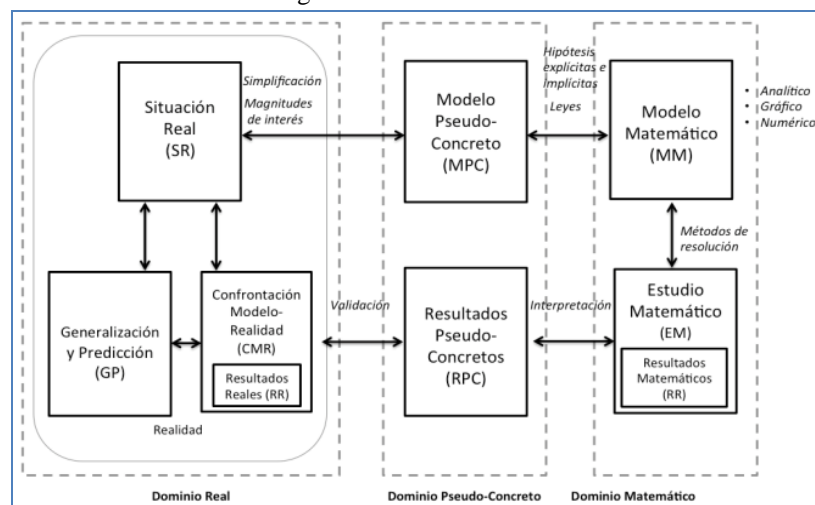 Simplificación
Magnitudes
de interés
Situación
Real
(SR)
Hipótesis
explícitas e
implícitas
Leyes
Modelo
Pseudo-
Concreto
(MPC)
Modelo
Matemático
(MM)
• Analítico
• Gráfico
• Numérico
Métodos de
resolución
Generalización
y Predicción
(GP)
Confrontación
Modelo-
Realidad
(CMR)
Resultados
Reales (RR)
Validación
Resultados
Pseudo-
Concretos
(RPC)
Interpretación
Estudio
Matemático
(EM)
Resultados
Matemáticos
(RR)
Realidad
Dominio Real
Dominio Pseudo-Concreto
Dominio Matemático